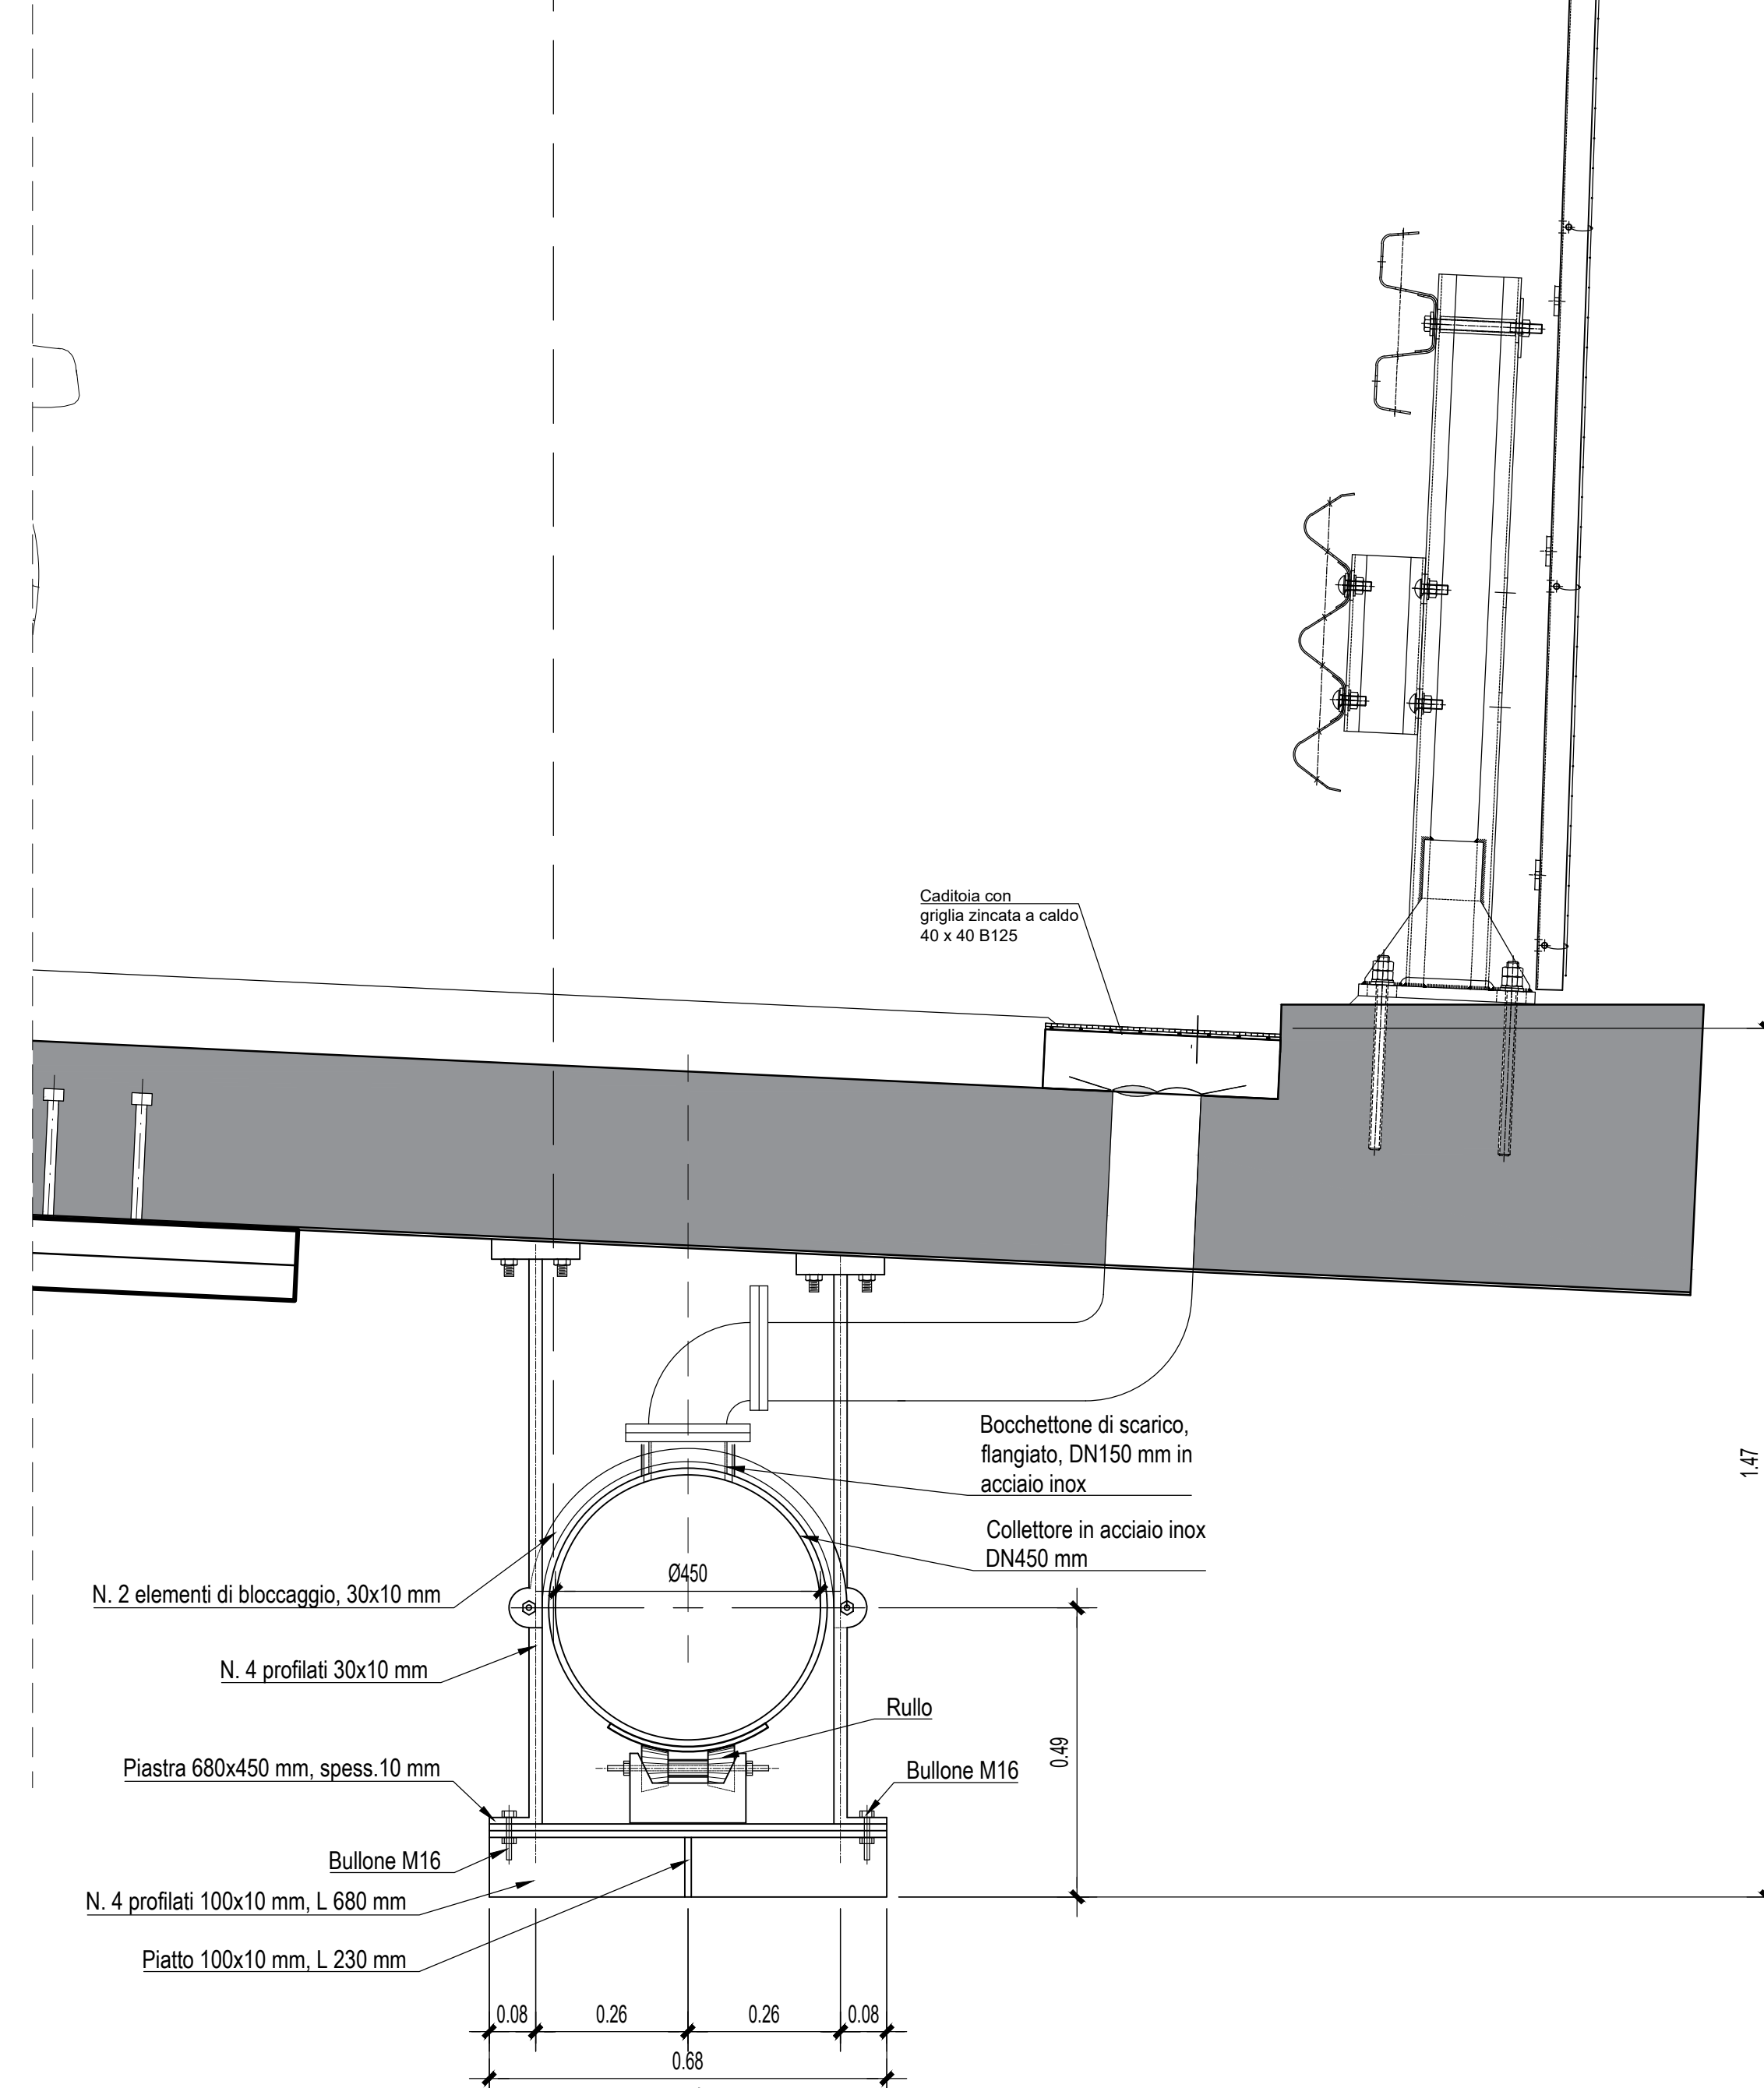 Caditoia con
griglia zincata a caldo
40 x 40 B125
Bocchettone di scarico,
flangiato, DN150 mm in
acciaio inox
1.47
Collettore in acciaio inox
DN450 mm
Ø450
N. 2 elementi di bloccaggio, 30x10 mm
N. 4 profilati 30x10 mm
Rullo
0.49
Piastra 680x450 mm, spess.10 mm
Bullone M16
Bullone M16
N. 4 profilati 100x10 mm, L 680 mm
Piatto 100x10 mm, L 230 mm
0.08 0.26 0.26 0.08
0.68